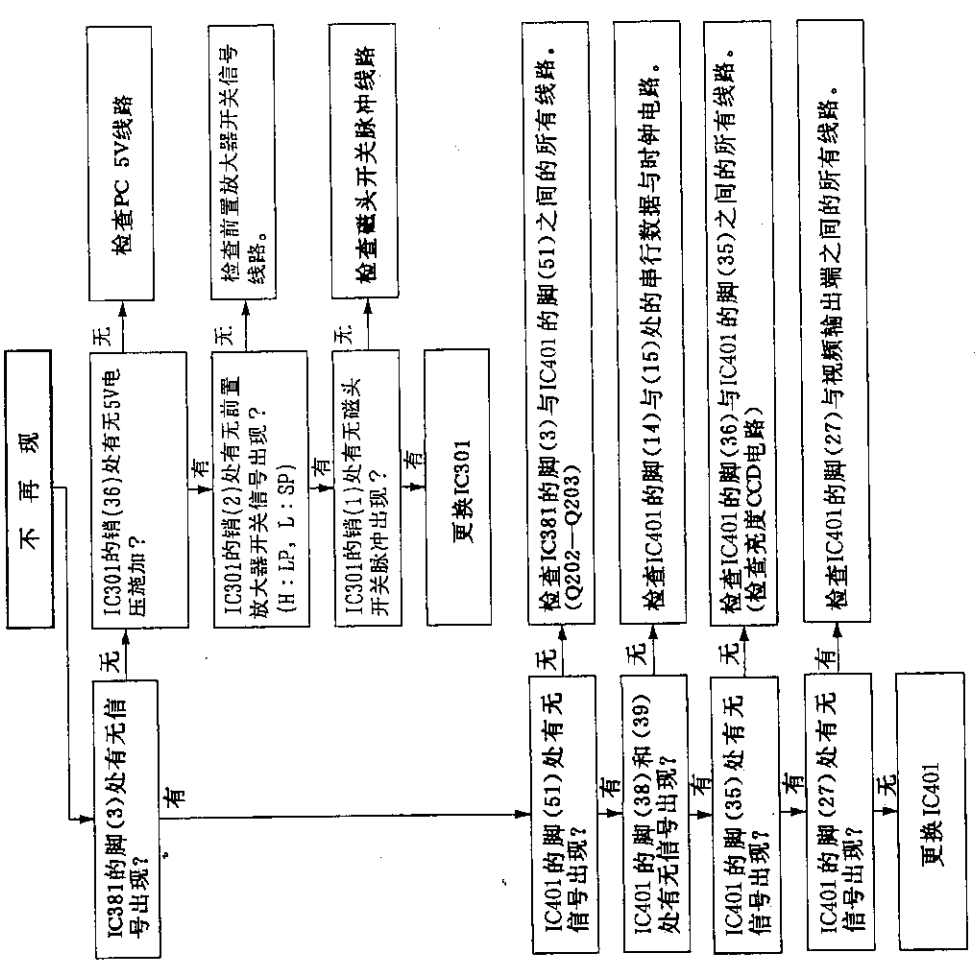 不 再 现
IC381的脚(3)处有无信
号出现?
无
有
IC301的销(36)处有无5V电
压施加?
无
检查PC 5V线路
有
IC301的销(2)处有无前置
放大器开关信号出现?
(H:LP, L:SP)
无
检查前置放大器开关信号
线路。
有
IC301的销(1)处有无磁头
开关脉冲出现?
无
检查磁头开关脉冲线路
有
更换IC301
IC401的脚(51)处有无
信号出现?
无
检查IC381的脚(3)与IC401的脚(51)之间的所有线路。
(Q202—Q203)
有
IC401的脚(38)和(39)
处有无信号出现?
无
检查IC401的脚(14)与(15)处的串行数据与时钟电路。
有
IC401的脚(35)处有无
信号出现?
无
检查IC401的脚(36)与IC401的脚(35)之间的所有线路。
(检查亮度CCD电路)
有
IC401的脚(27)处有无
信号出现?
有
检查IC401的脚(27)与视频输出端之间的所有线路。
无
更换IC401